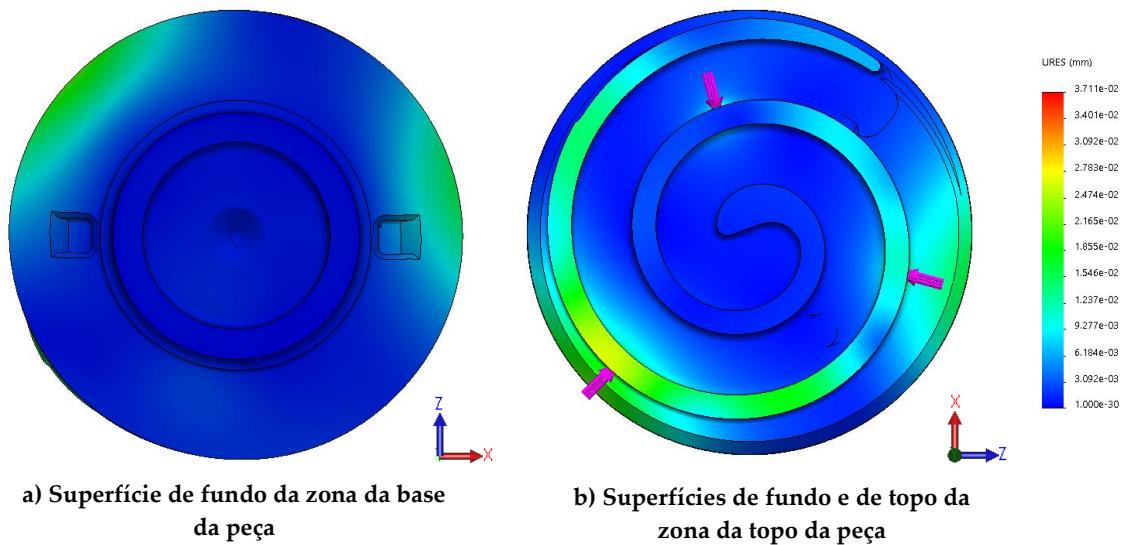 URES (mm)
3.711e-02
3.401e-02
3.092e-02
2.783e-02
2.474e-02
2.165e-02
1.855e-02
1.546e-02
1.237e-02
9.277e-03
6.184e-03
3.092e-03
1.000e-30
Z
X
X
Z
a) Superfície de fundo da zona da base
da peça
b) Superfícies de fundo e de topo da
zona da topo da peça